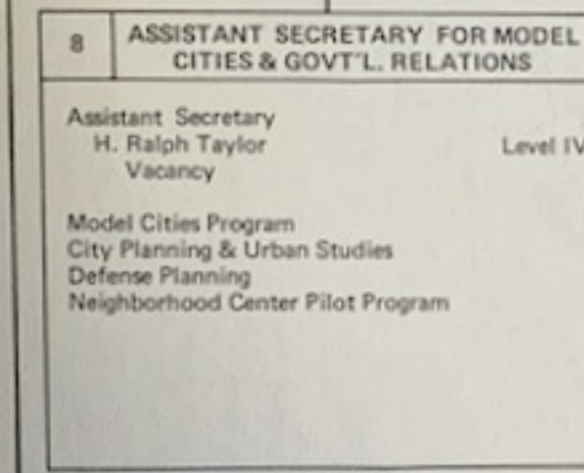 8
ASSISTANT SECRETARY FOR MODEL
CITIES & GOVT'L. RELATIONS
Assistant Secretary
H. Ralph Taylor Level IV
Vacancy
Model Cities Program
City Planning & Urban Studies
Defense Planning
Neighborhood Center Pilot Program